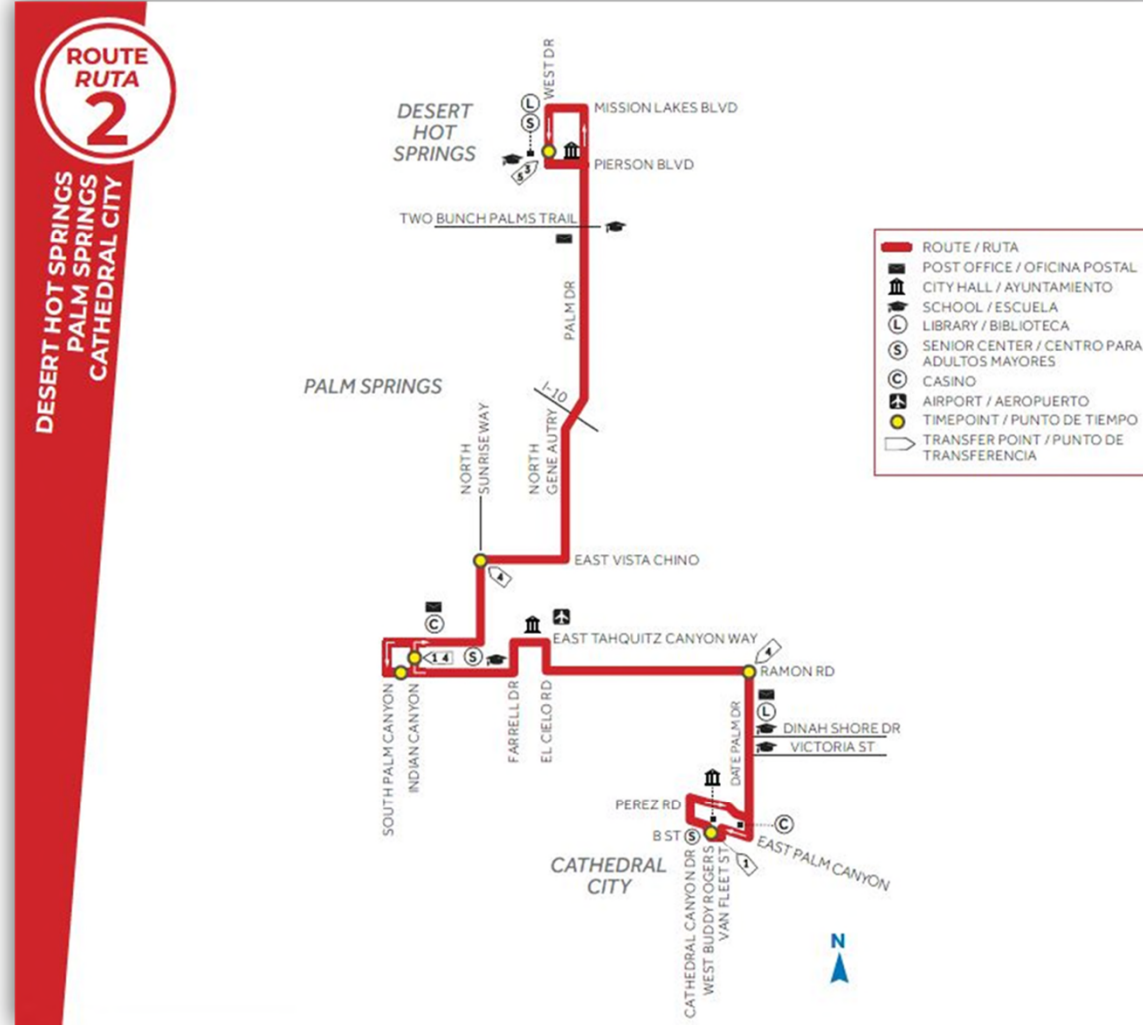 ROUTE
RUTA
2
DESERT HOT SPRINGS
PALM SPRINGS
CATHEDRAL CITY
WEST DR
MISSION LAKES BLVD
DESERT
HOT
SPRINGS
L
S
PIERSON BLVD
5 3
TWO BUNCH PALMS TRAIL
PALM DR
PALM SPRINGS
I-10
NORTH
SUNRISE WAY
NORTH
GENE AUTRY
EAST VISTA CHINO
4
C
EAST TAHQUITZ CANYON WAY
1 4
S
4
RAMON RD
SOUTH PALM CANYON
INDIAN CANYON
FARRELL DR
EL CIELO RD
DATE PALM DR
L
DINAH SHORE DR
VICTORIA ST
PEREZ RD
C
B ST
S
1
EAST PALM CANYON
CATHEDRAL
CITY
CATHEDRAL CANYON DR
WEST BUDDY ROGERS
VAN FLEET ST
N
ROUTE / RUTA
POST OFFICE / OFICINA POSTAL
CITY HALL / AYUNTAMIENTO
SCHOOL / ESCUELA
L LIBRARY / BIBLIOTECA
S SENIOR CENTER / CENTRO PARA
ADULTOS MAYORES
C CASINO
AIRPORT / AEROPUERTO
TIMEPOINT / PUNTO DE TIEMPO
TRANSFER POINT / PUNTO DE
TRANSFERENCIA